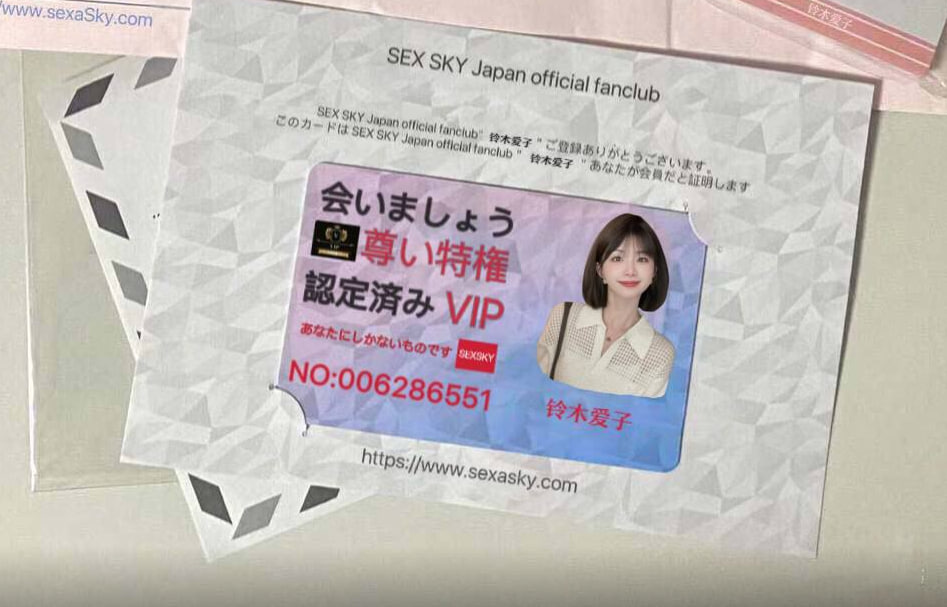 /www.sexaSky.com
铃木爱子
SEX SKY Japan official fanclub
SEX SKY Japan official fanclub" 铃木爱子 " ご登録ありがとうございます。
このカードは SEX SKY Japan official fanclub " 铃木爱子 " あなたが会員だと証明します
会いましょう
VIP
尊い特権
認定済み VIP
あなたにしかないものです SEXSKY
NO:006286551
铃木爱子
https://www.sexasky.com